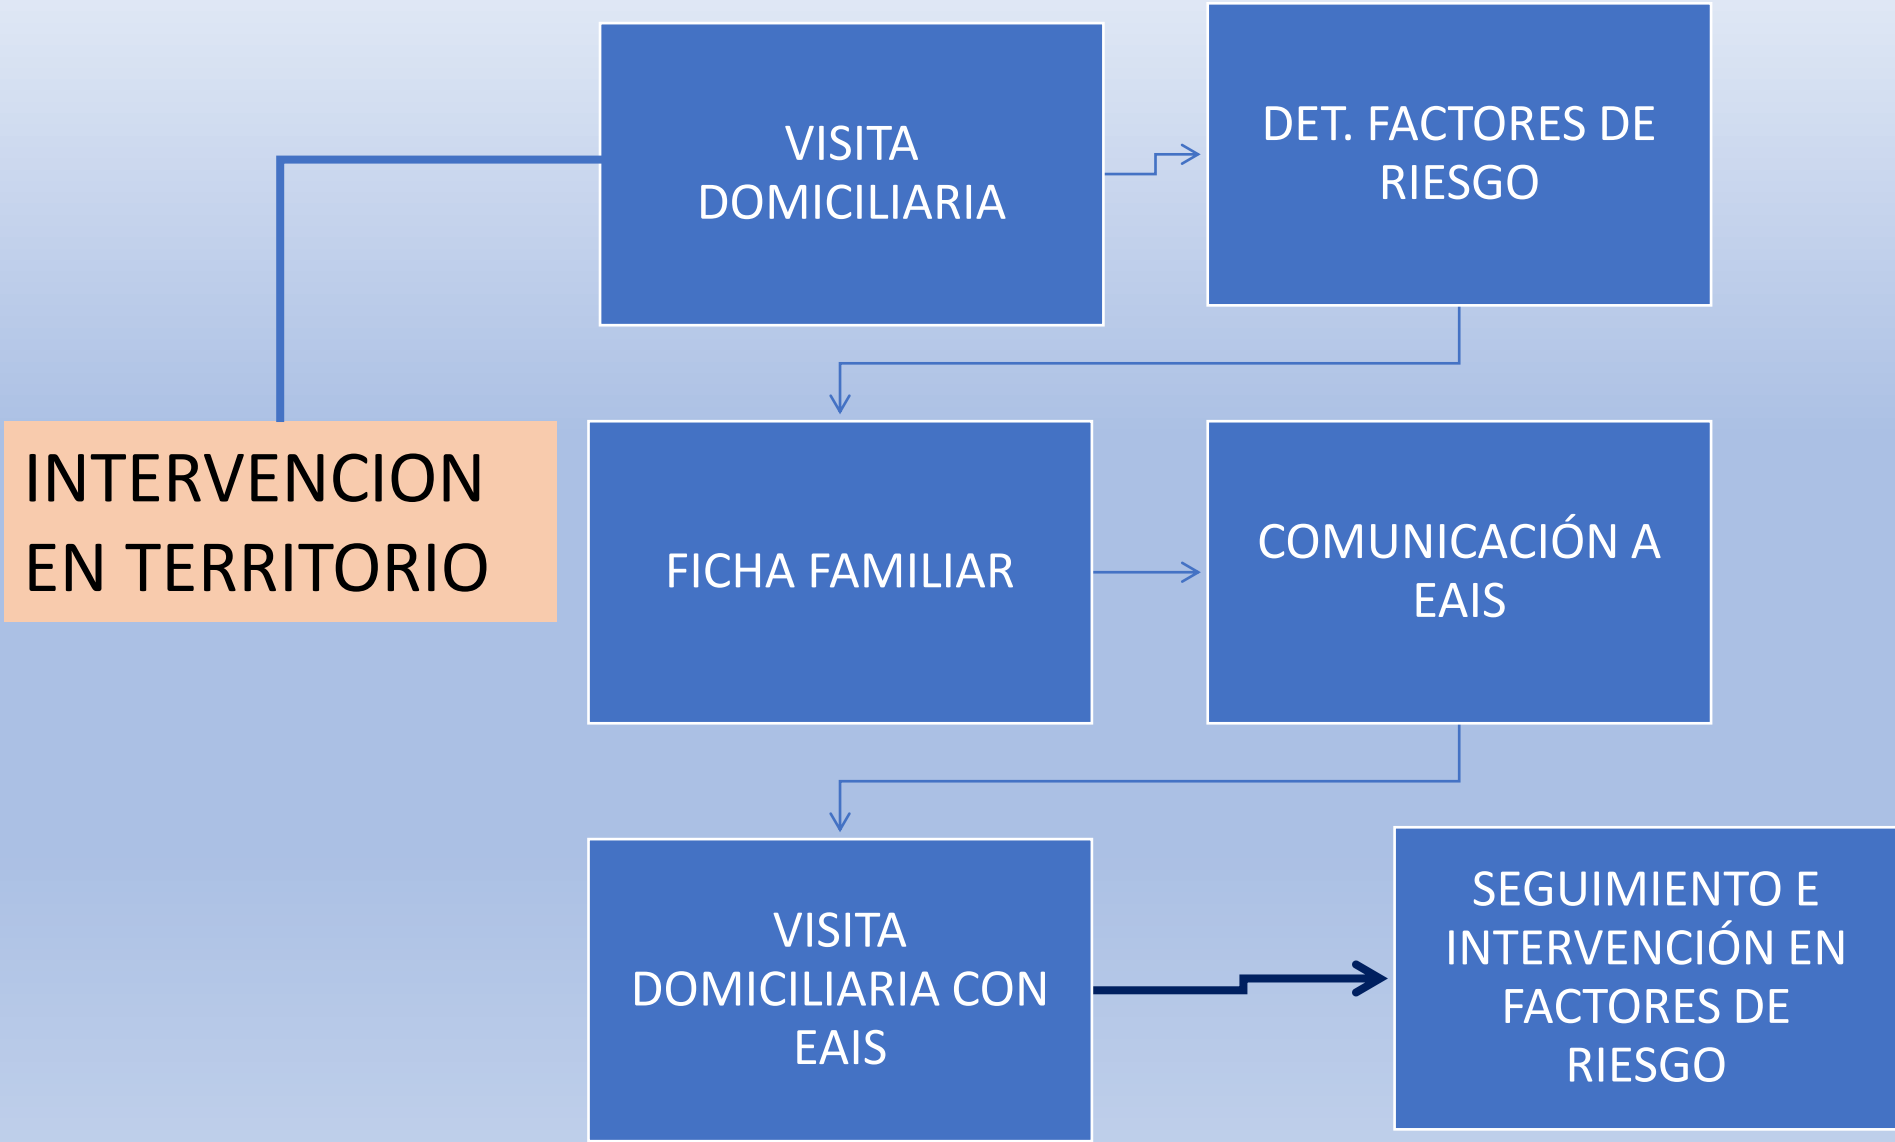 VISITA
DOMICILIARIA
DET. FACTORES DE
RIESGO
INTERVENCION
EN TERRITORIO
FICHA FAMILIAR
COMUNICACIÓN A
EAIS
VISITA
DOMICILIARIA CON
EAIS
SEGUIMIENTO E
INTERVENCIÓN EN
FACTORES DE
RIESGO